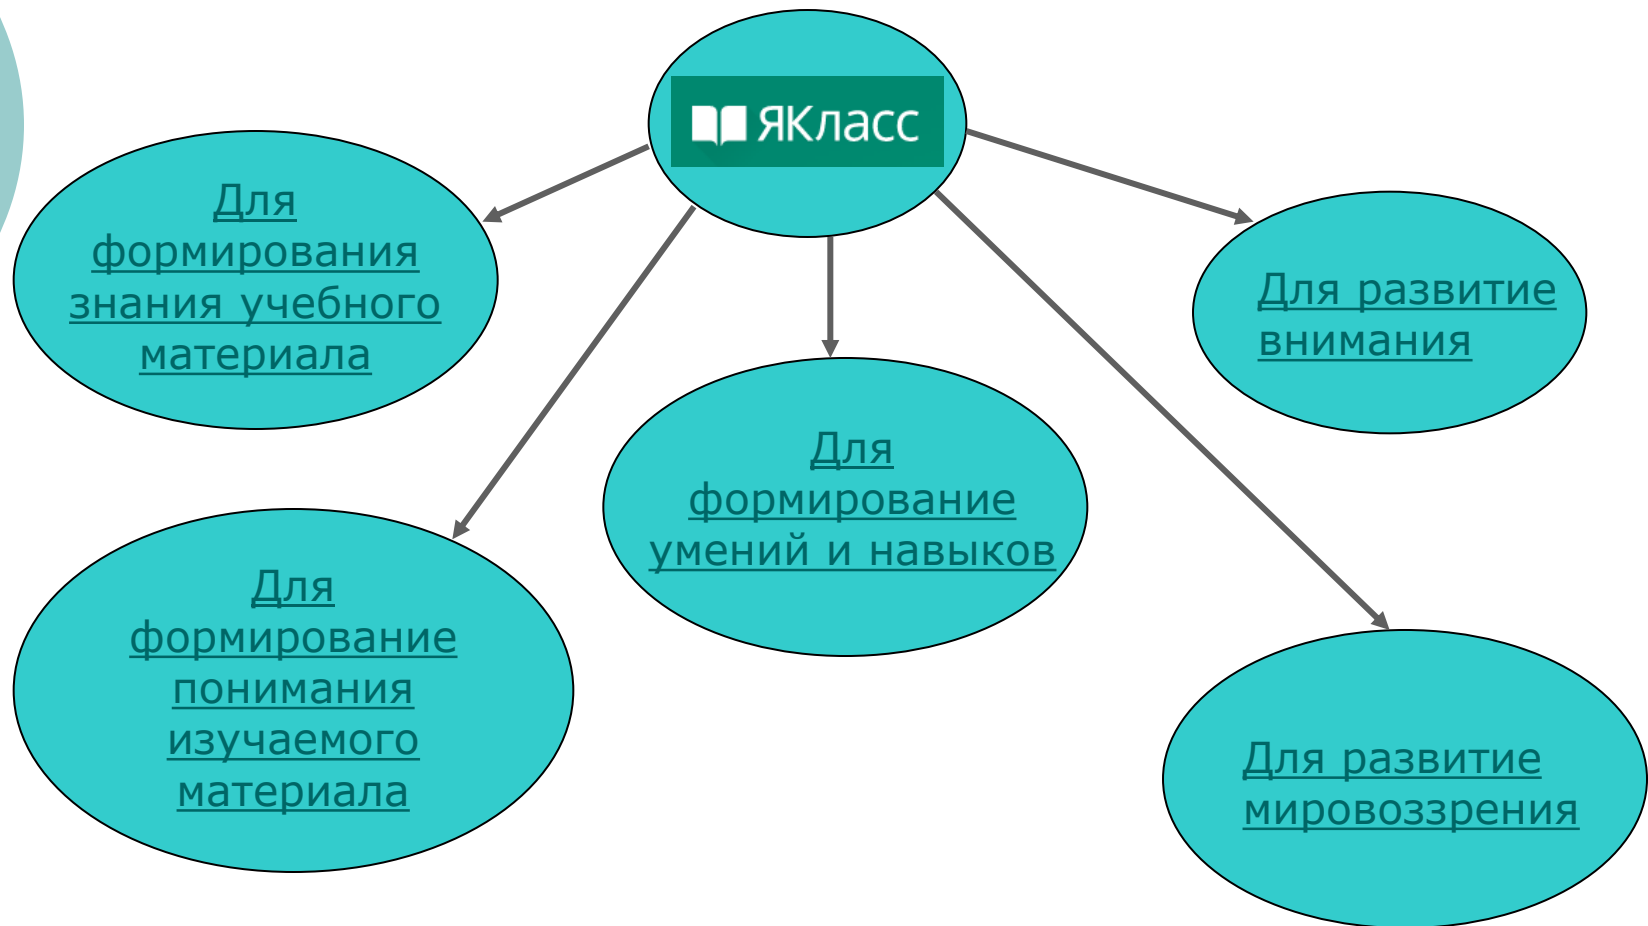 ЯКласс
Для
формирования
знания учебного
материала
Для развитие
внимания
Для
формирование
умений и навыков
Для
формирование
понимания
изучаемого
материала
Для развитие
мировоззрения